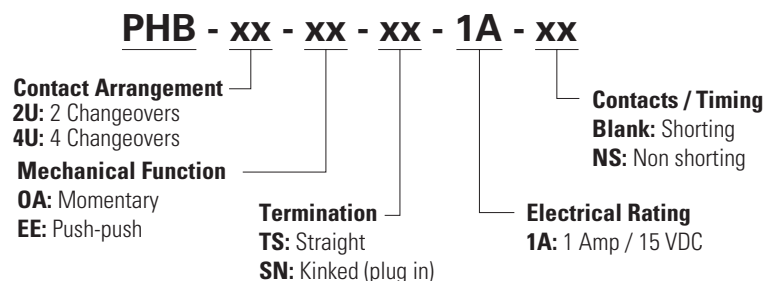 PHB - xx - xx - xx - 1A - xx
Contact Arrangement
2U: 2 Changeovers
4U: 4 Changeovers
Mechanical Function
OA: Momentary
EE: Push-push
Termination
TS: Straight
SN: Kinked (plug in)
Electrical Rating
1A: 1 Amp / 15 VDC
Contacts / Timing
Blank: Shorting
NS: Non shorting